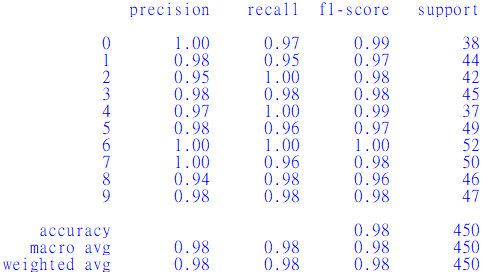 precision recall f1-score support
0 1.00 0.97 0.99 38
1 0.98 0.95 0.97 44
2 0.95 1.00 0.98 42
3 0.98 0.98 0.98 45
4 0.97 1.00 0.99 37
5 0.98 0.96 0.97 49
6 1.00 1.00 1.00 52
7 1.00 0.96 0.98 50
8 0.94 0.98 0.96 46
9 0.98 0.98 0.98 47
accuracy 0.98 450
macro avg 0.98 0.98 0.98 450
weighted avg 0.98 0.98 0.98 450